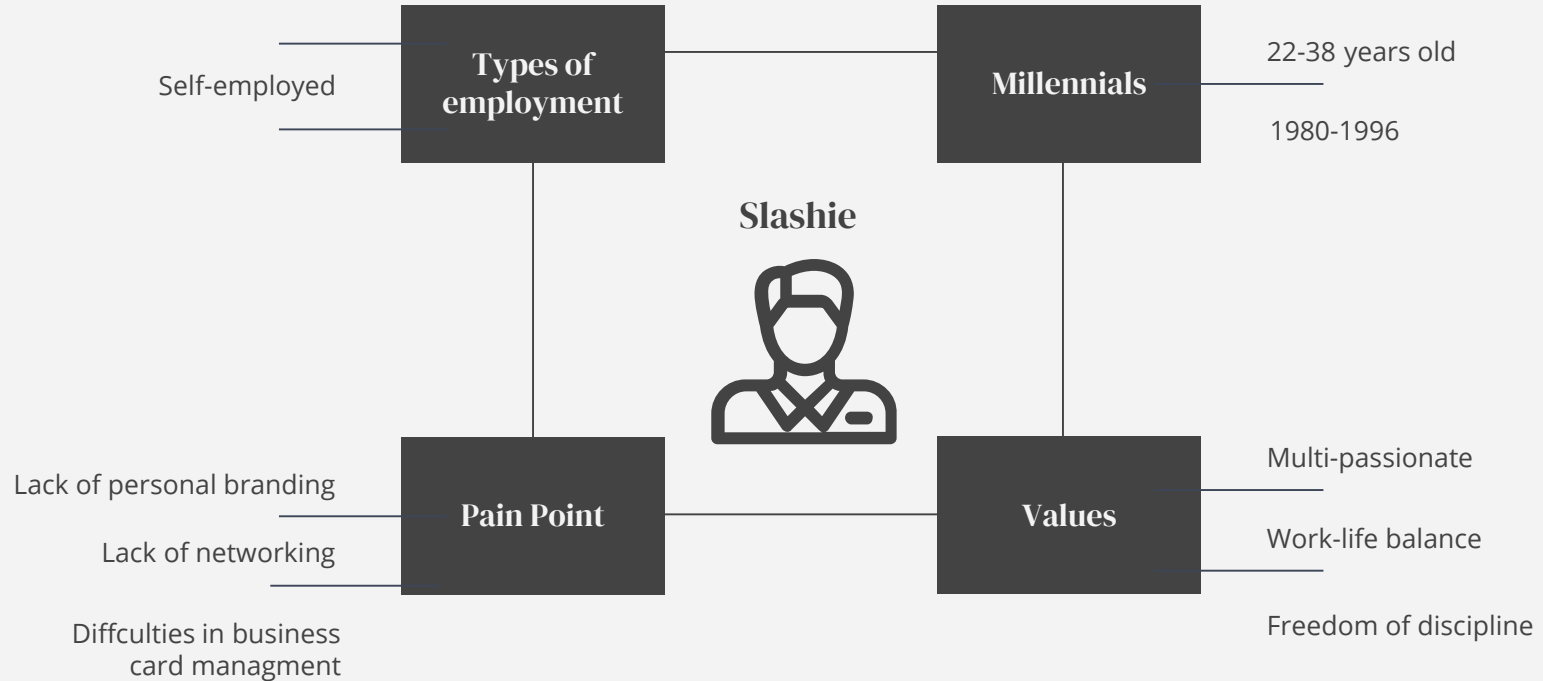 Types of
employment
Self-employed
Millennials
22-38 years old
1980-1996
Slashie
Pain Point
Lack of personal branding
Lack of networking
Diffculties in business
card managment
Values
Multi-passionate
Work-life balance
Freedom of discipline